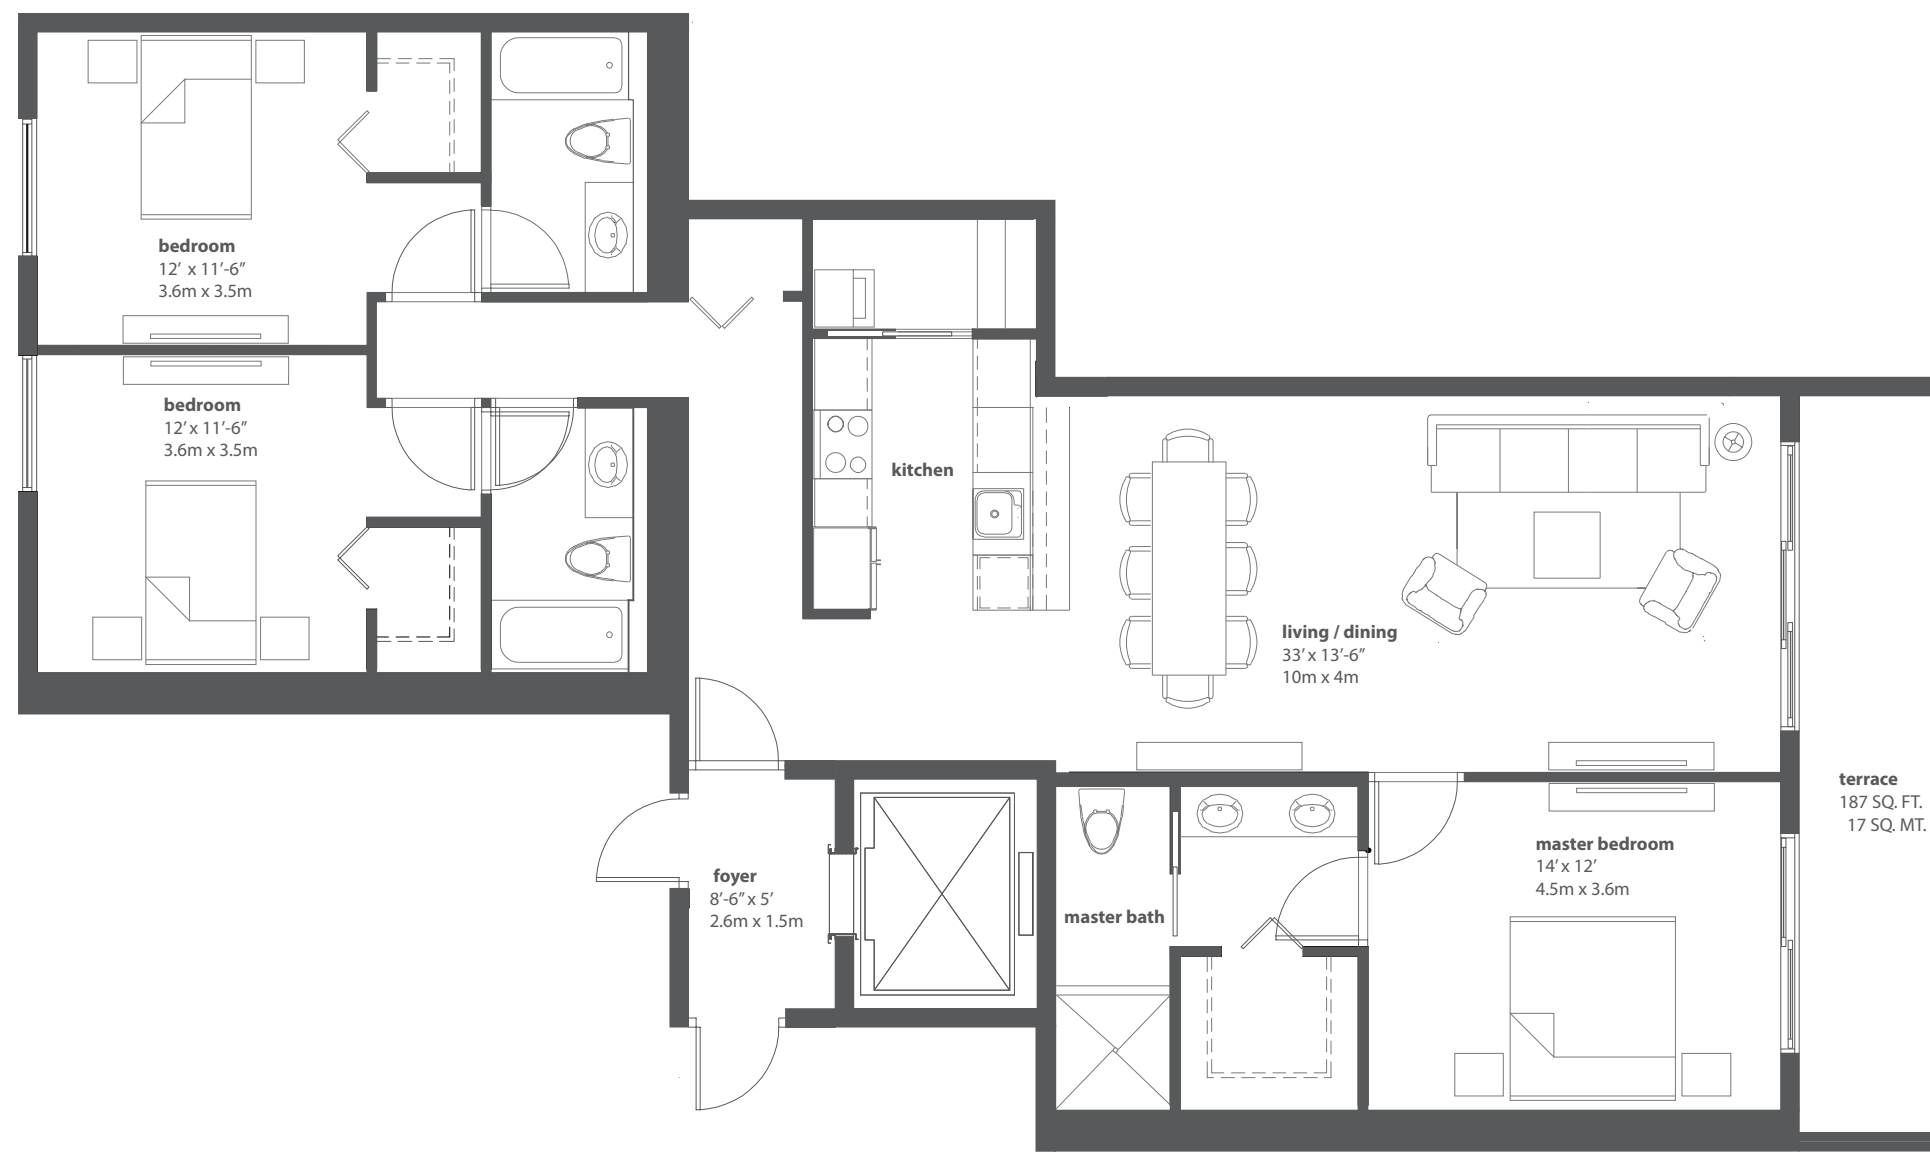 bedroom
12’ x 11’-6”
3.6m x 3.5m
bedroom
12’ x 11’-6”
3.6m x 3.5m
kitchen
living / dining
33’ x 13’-6”
10m x 4m
terrace
187 SQ. FT.
17 SQ. MT.
master bedroom
14’ x 12’
4.5m x 3.6m
foyer
8’-6” x 5’
2.6m x 1.5m
master bath